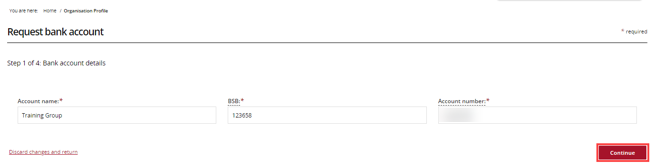 You are here: Home / Organisation Profile
Request bank account
* required
Step 1 of 4: Bank account details
Account name:* BSB:* Account number:*
Training Group 123658
Discard changes and return Continue